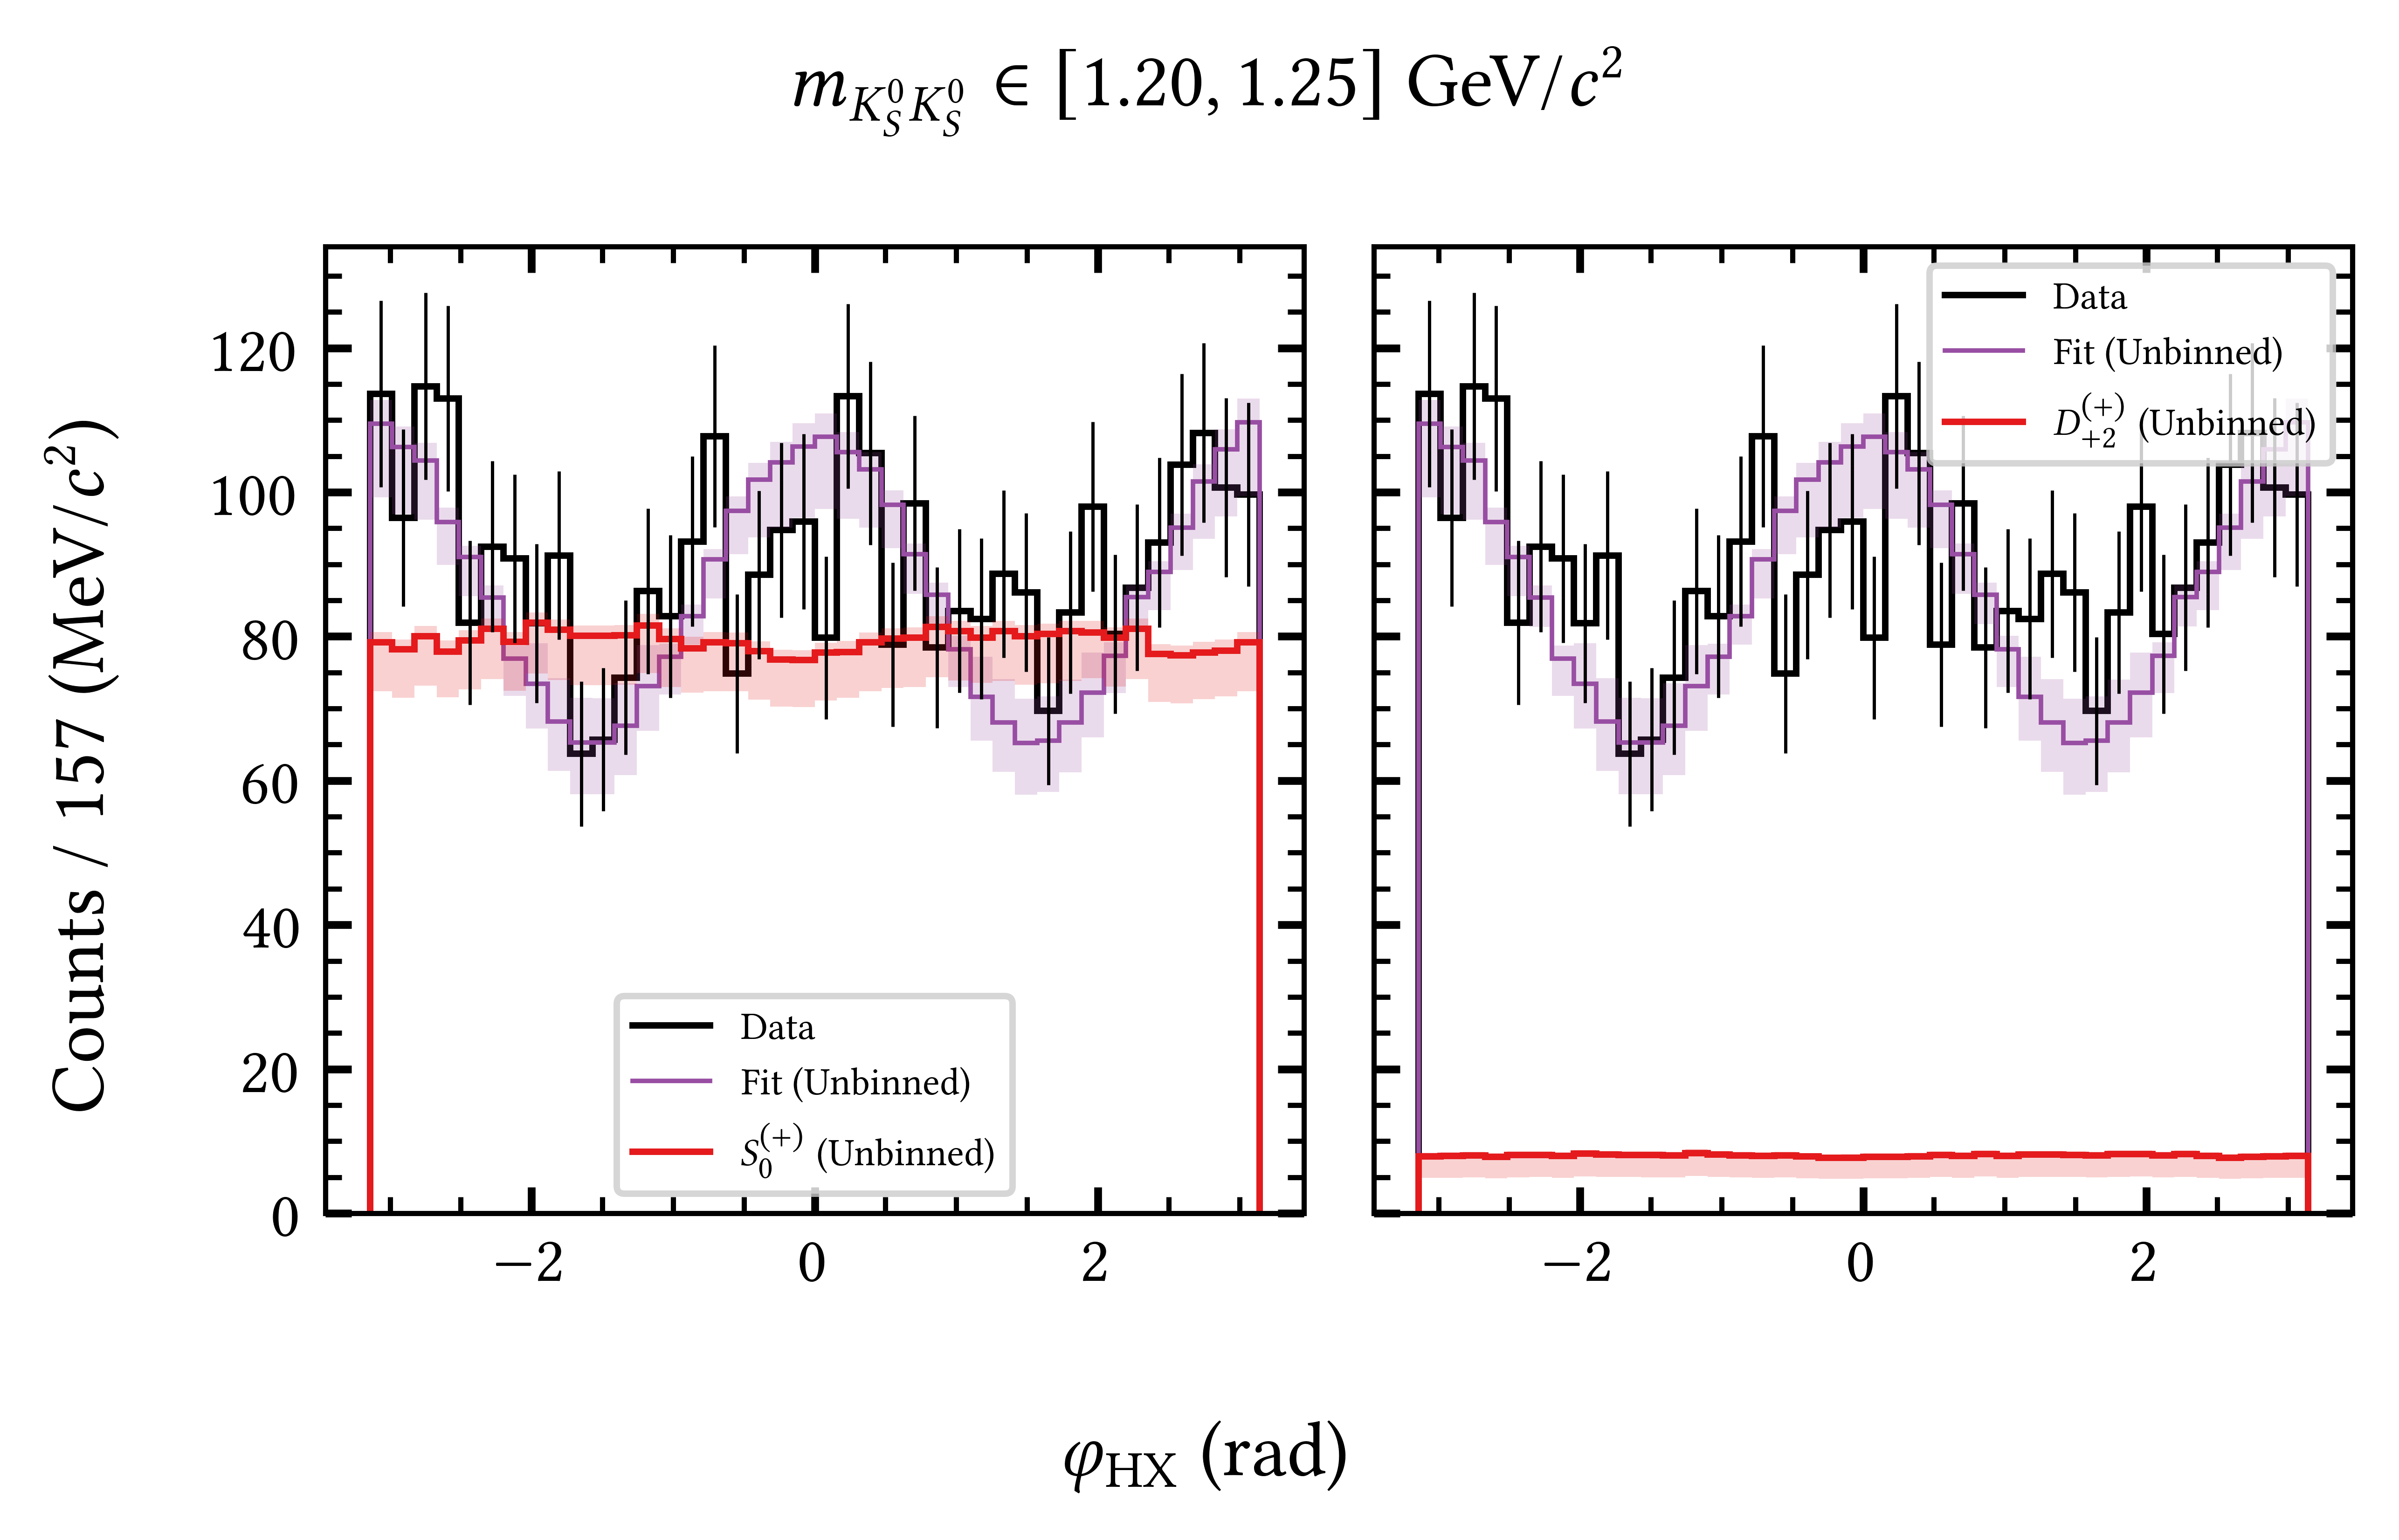 m_{K_S^0 K_S^0} ∈ [1.20, 1.25] GeV/c²
Counts / 157 (MeV/c²)
120
100
80
60
40
20
0
Data
Fit (Unbinned)
S_0^{(+)} (Unbinned)
−2
0
2
Data
Fit (Unbinned)
D_{+2}^{(+)} (Unbinned)
−2
0
2
φ_{HX} (rad)